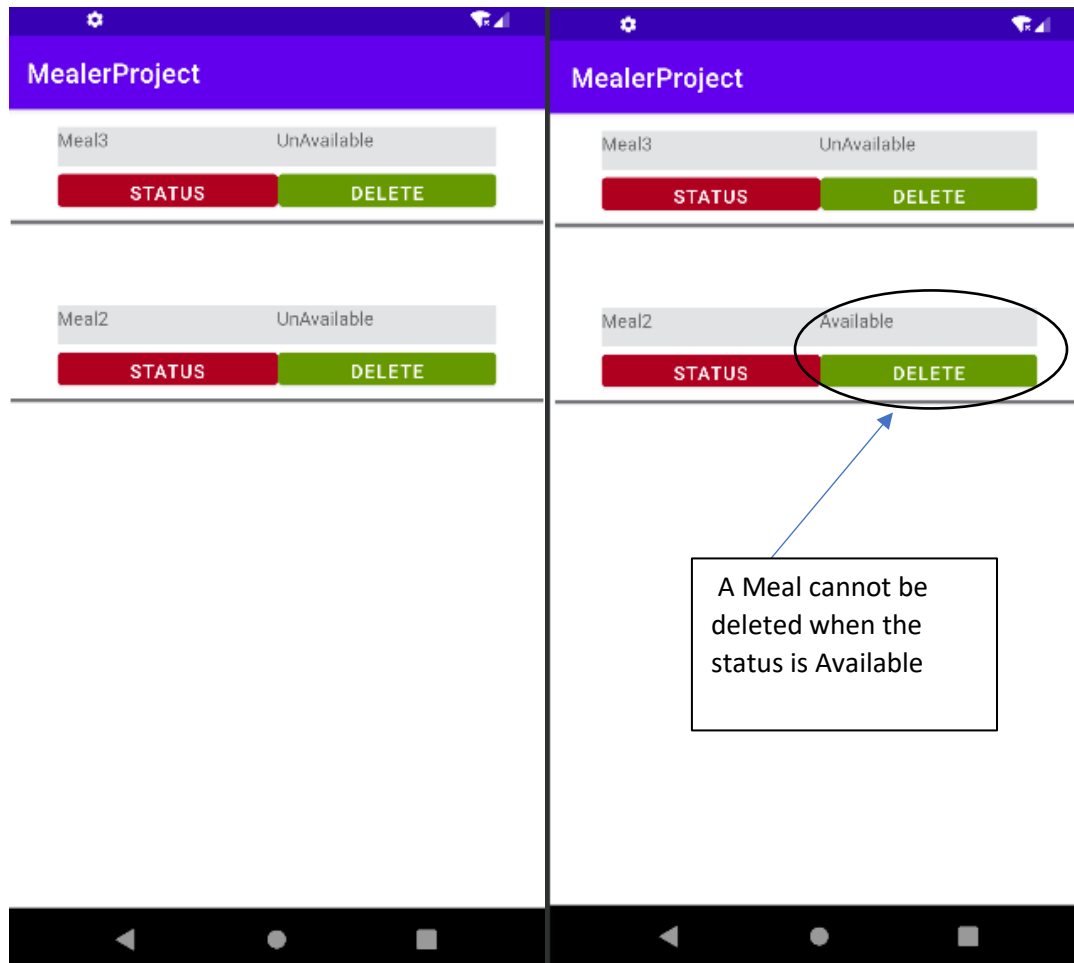 MealerProject
Meal3 UnAvailable
STATUS DELETE
Meal2 UnAvailable
STATUS DELETE
MealerProject
Meal3 UnAvailable
STATUS DELETE
Meal2 Available
STATUS DELETE
A Meal cannot be
deleted when the
status is Available